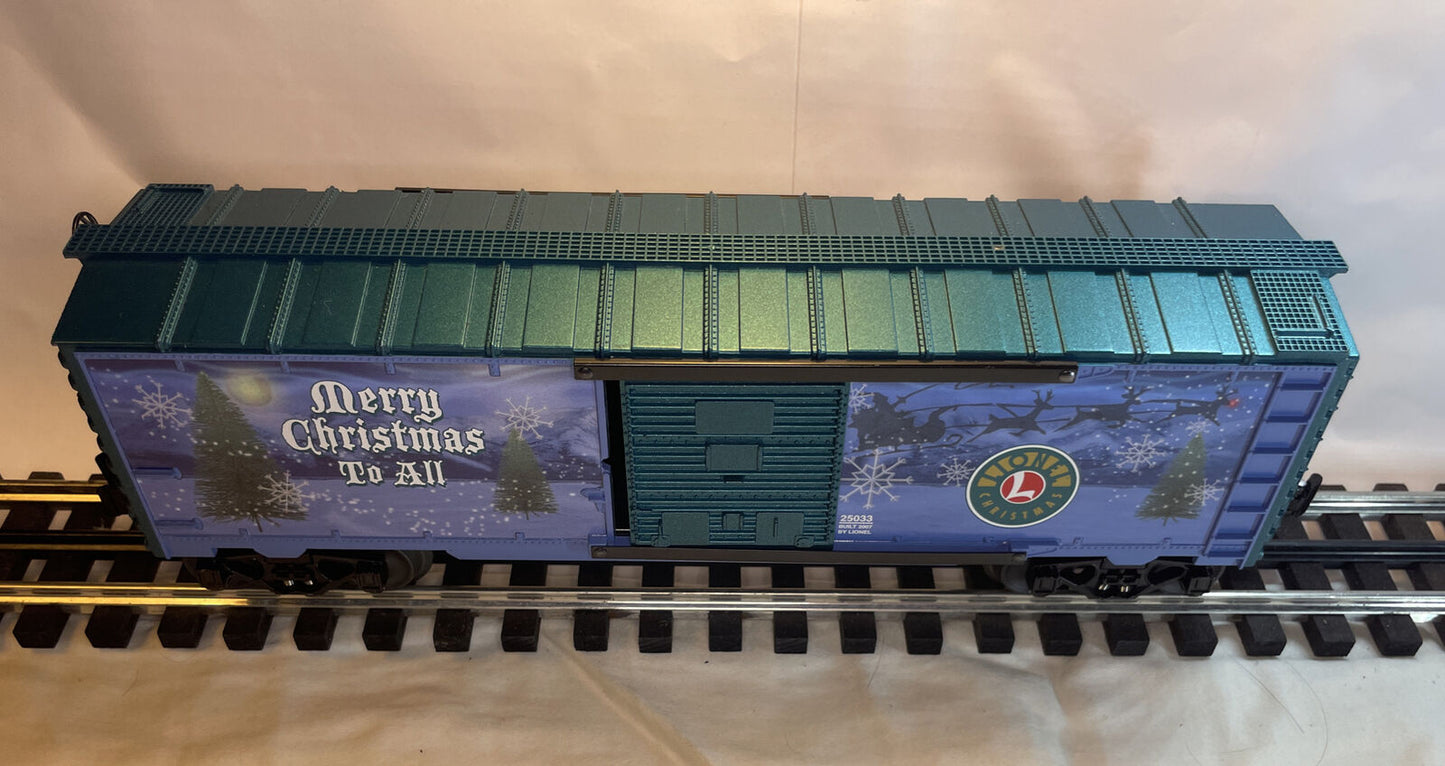 Merry
Christmas
To All
25033
BUILT 2007
BY LIONEL
LIONEL
L
CHRISTMAS